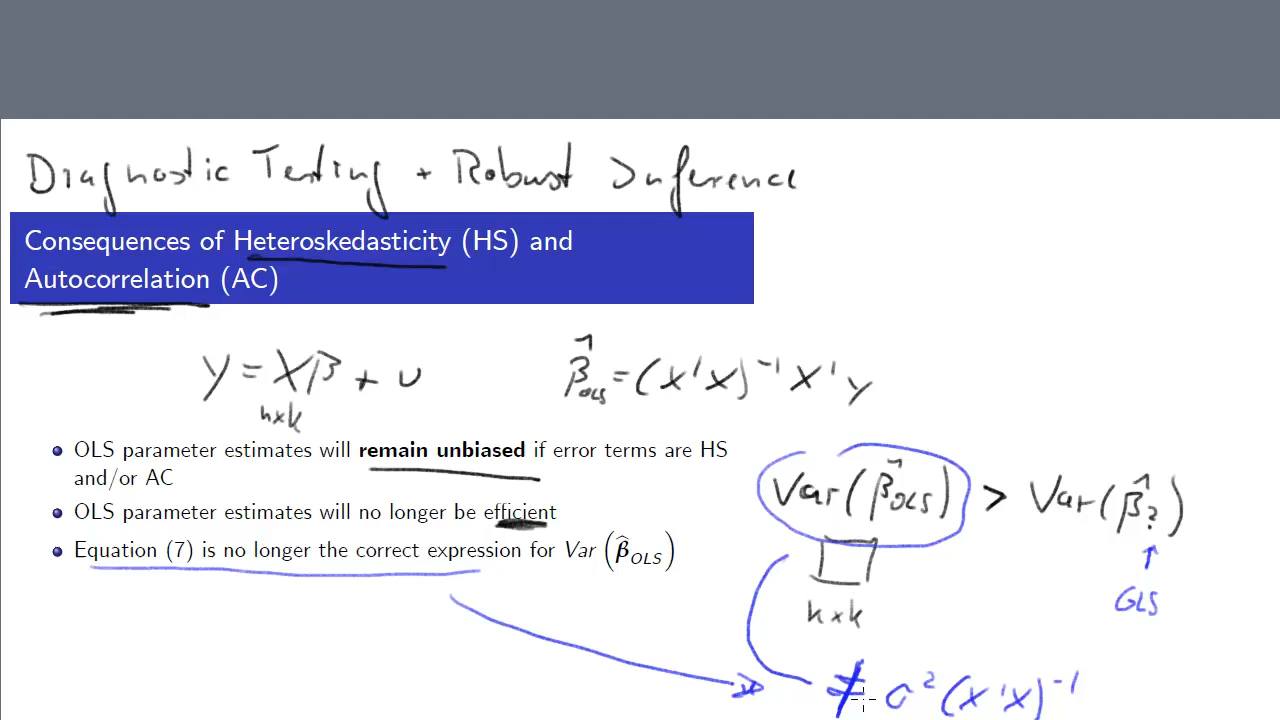 Diagnostic Testing + Robust Inference
Consequences of Heteroskedasticity (HS) and
Autocorrelation (AC)
y = Xβ + u
n×k
β̂OLS = (X'X)⁻¹ X'y
OLS parameter estimates will remain unbiased if error terms are HS
and/or AC
OLS parameter estimates will no longer be efficient
Equation (7) is no longer the correct expression for Var (β̂OLS)
Var(β̂OLS) > Var(β̂?)
k×k
GLS
≠ σ²(X'X)⁻¹